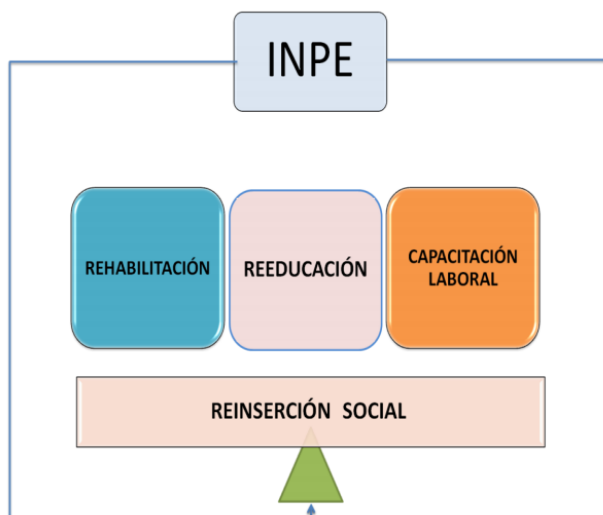 INPE
REHABILITACIÓN
REEDUCACIÓN
CAPACITACIÓN
LABORAL
REINSERCIÓN SOCIAL